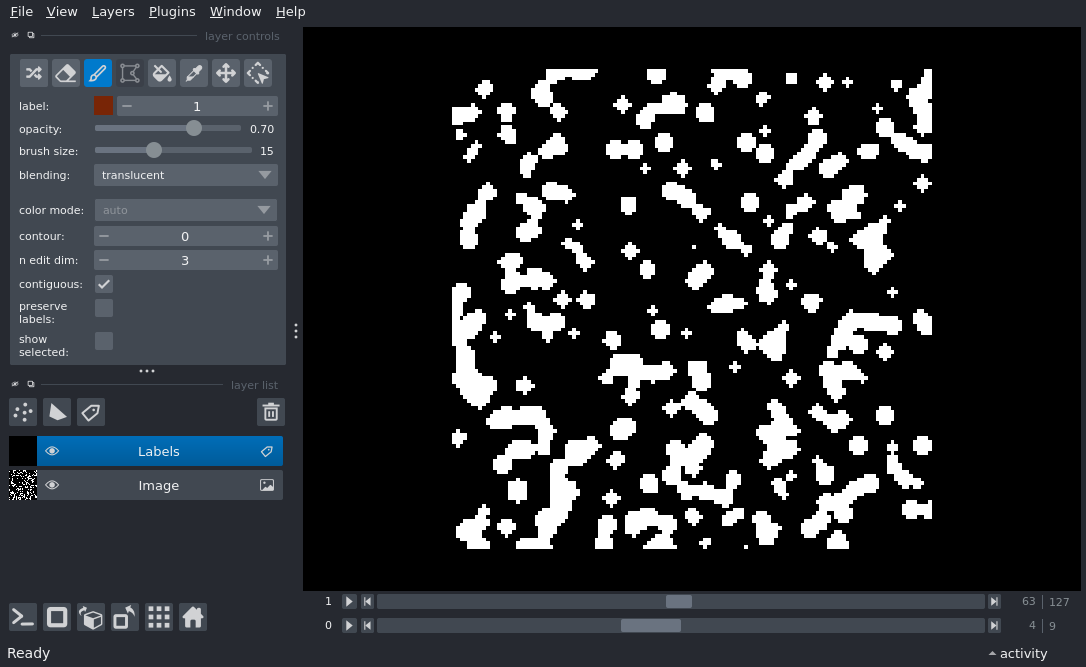 File View Layers Plugins Window Help
layer controls
label: 1
opacity: 0.70
brush size: 15
blending: translucent
color mode: auto
contour: 0
n edit dim: 3
contiguous:
preserve
labels:
show
selected:
layer list
Labels
Image
1 63 127
0 4 9
Ready activity